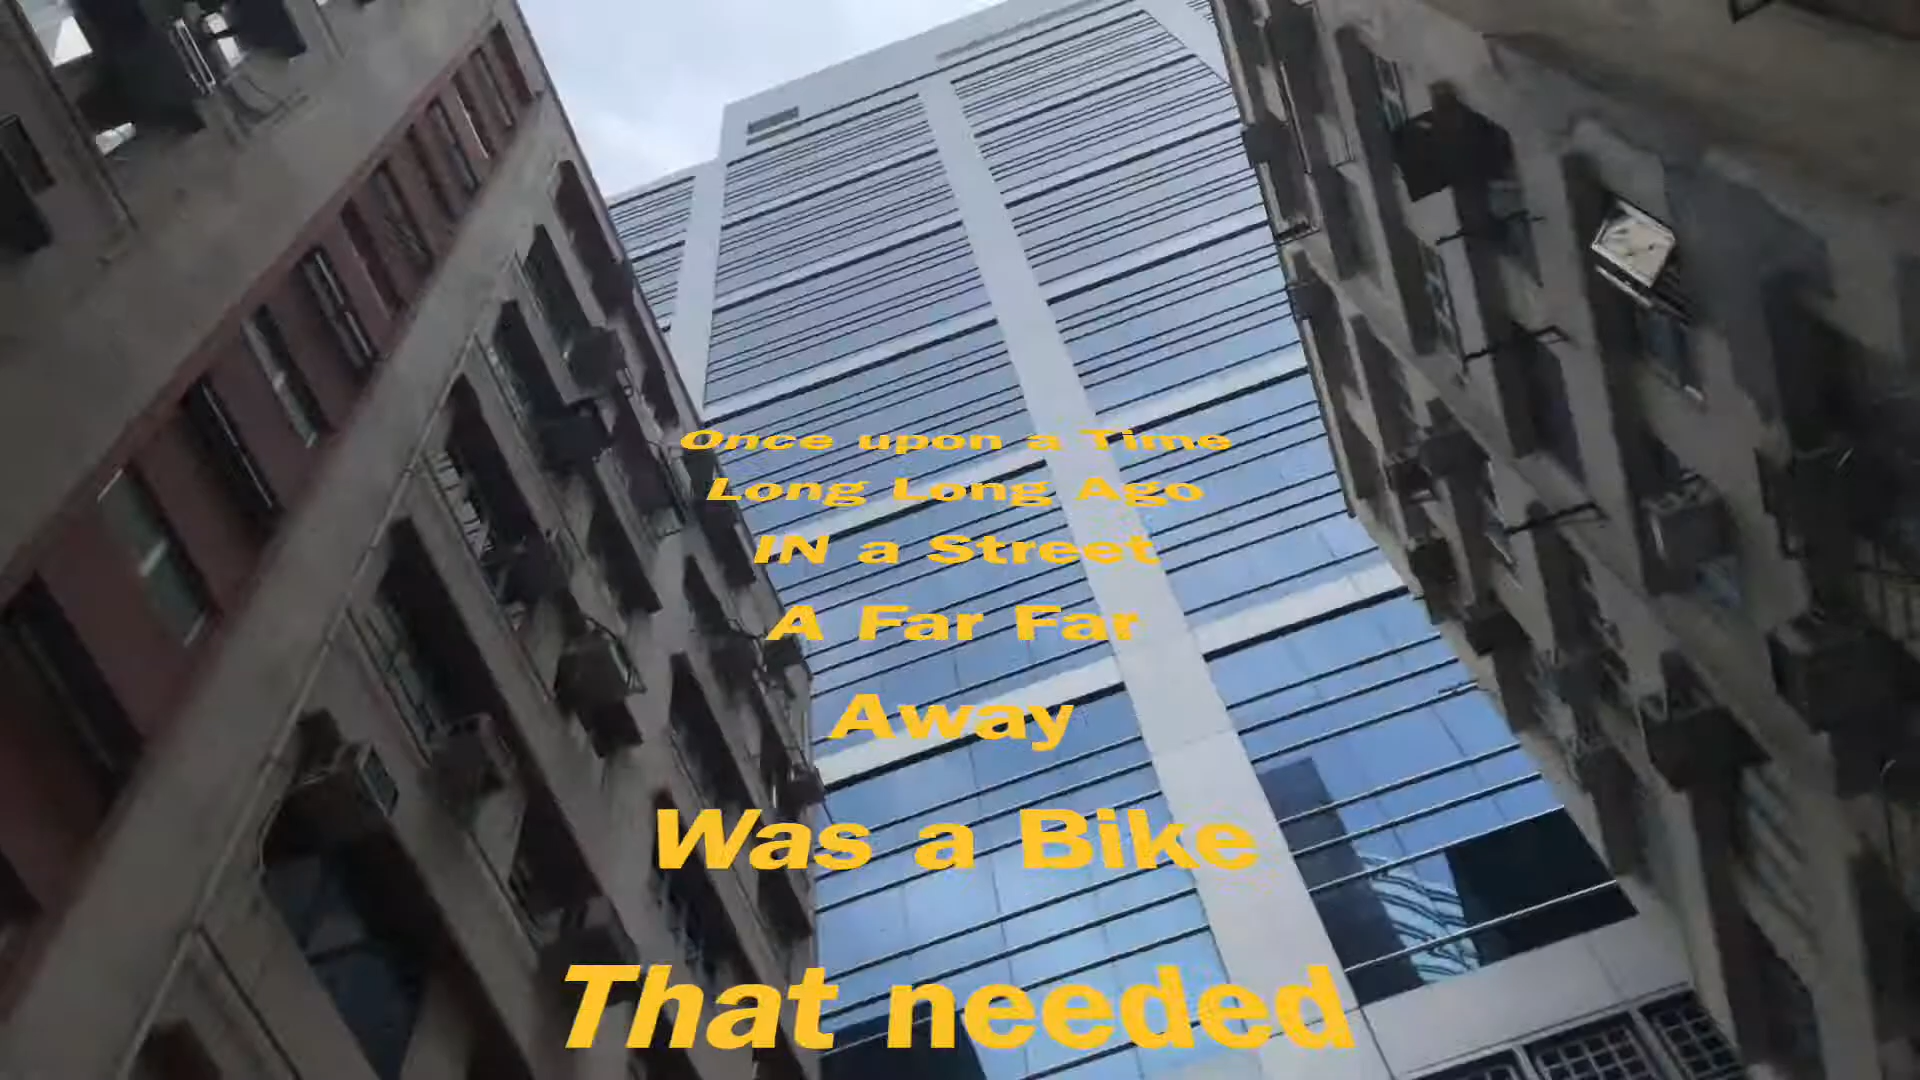 Once upon a Time
Long Long Ago
IN a Street
A Far Far
Away
Was a Bike
That needed